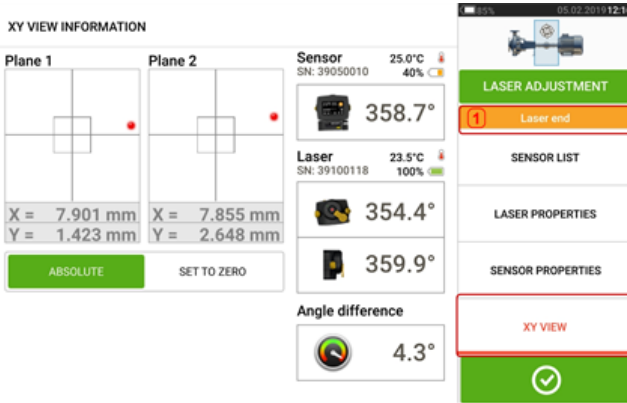 XY VIEW INFORMATION
Plane 1
Plane 2
X = 7.901 mm
Y = 1.423 mm
X = 7.855 mm
Y = 2.648 mm
ABSOLUTE
SET TO ZERO
Sensor 25.0°C
SN: 39050010 40%
358.7°
Laser 23.5°C
SN: 39100118 100%
354.4°
359.9°
Angle difference
4.3°
85% 05.02.2019 12:1
LASER ADJUSTMENT
1 Laser end
SENSOR LIST
LASER PROPERTIES
SENSOR PROPERTIES
XY VIEW